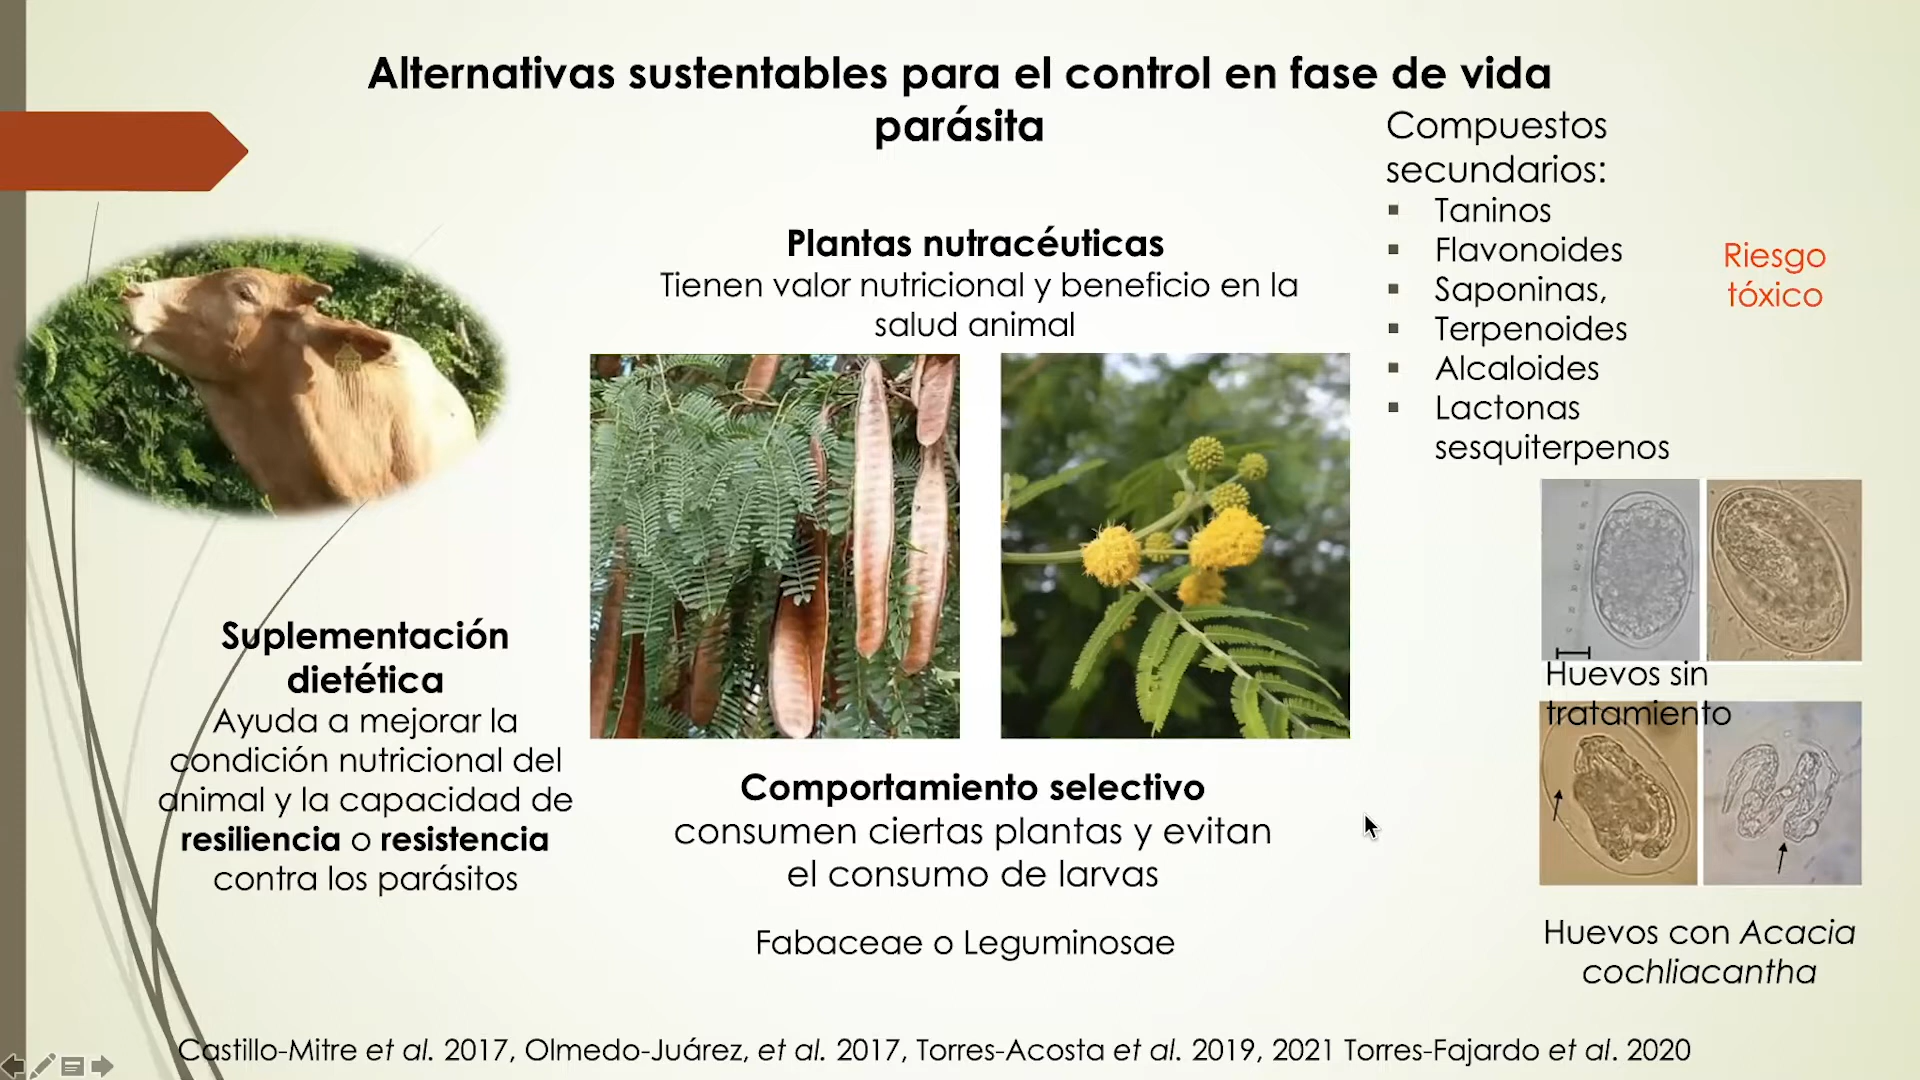 Alternativas sustentables para el control en fase de vida
parásita
Compuestos
secundarios:
▪ Taninos
▪ Flavonoides
▪ Saponinas,
▪ Terpenoides
▪ Alcaloides
▪ Lactonas
sesquiterpenos
Riesgo
tóxico
Plantas nutracéuticas
Tienen valor nutricional y beneficio en la
salud animal
Suplementación
dietética
Ayuda a mejorar la
condición nutricional del
animal y la capacidad de
resiliencia o resistencia
contra los parásitos
Comportamiento selectivo
consumen ciertas plantas y evitan
el consumo de larvas
Fabaceae o Leguminosae
Huevos sin
tratamiento
Huevos con Acacia
cochliacantha
Castillo-Mitre et al. 2017, Olmedo-Juárez, et al. 2017, Torres-Acosta et al. 2019, 2021 Torres-Fajardo et al. 2020